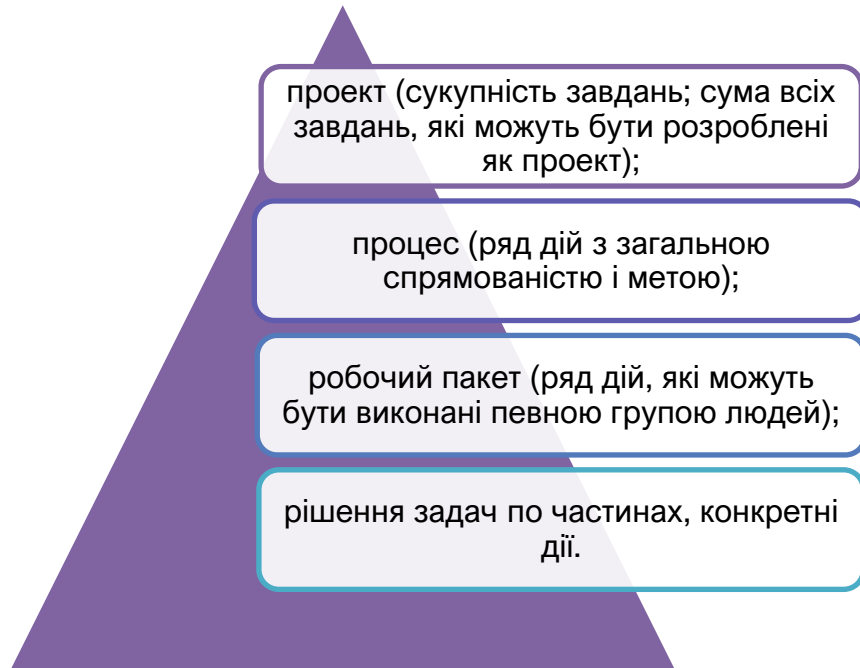 проект (сукупність завдань; сума всіх
завдань, які можуть бути розроблені
як проект);
процес (ряд дій з загальною
спрямованістю і метою);
робочий пакет (ряд дій, які можуть
бути виконані певною групою людей);
рішення задач по частинах, конкретні
дії.